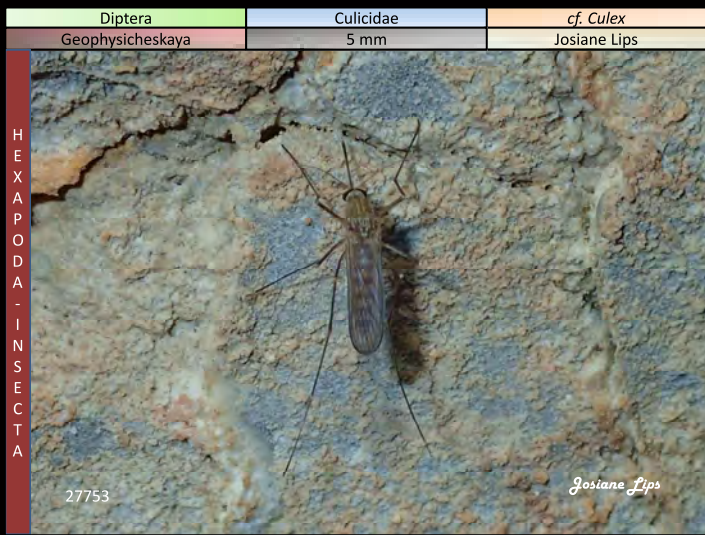 Diptera Culicidae cf. Culex
Geophysicheskaya 5 mm Josiane Lips
HEXAPODA-INSECTA
27753
Josiane Lips